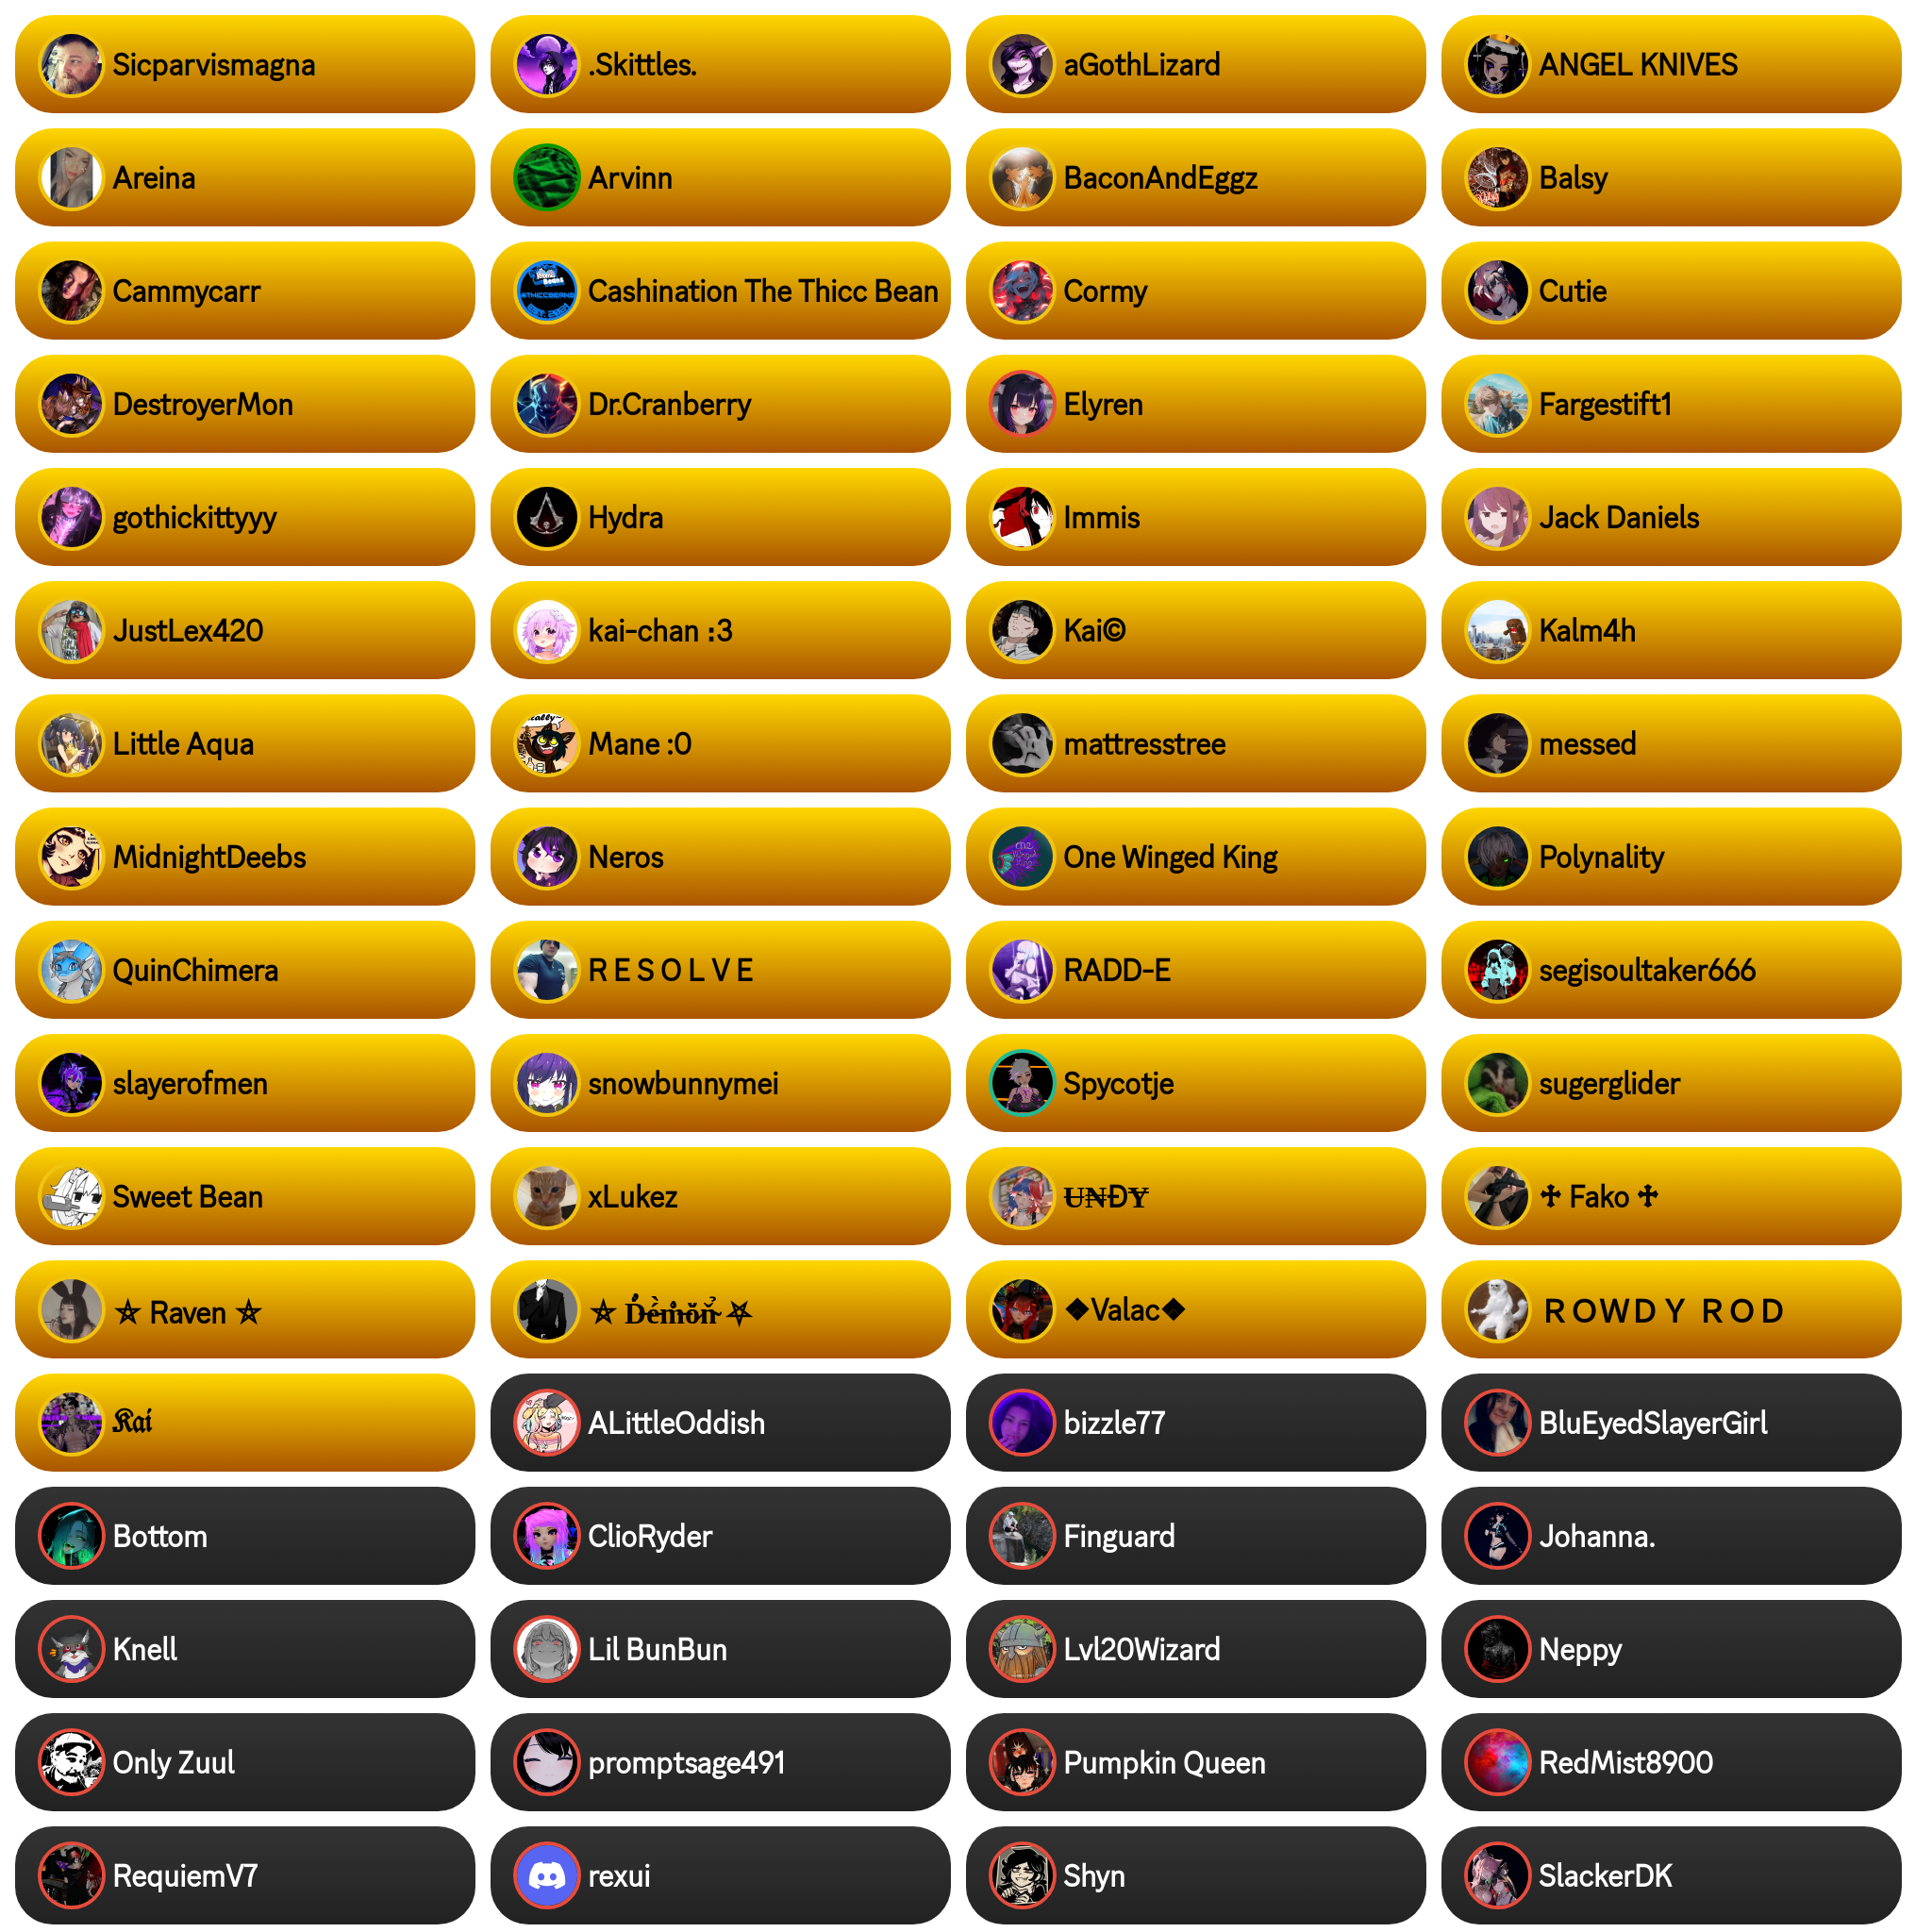 Sicparvismagna
.Skittles.
aGothLizard
ANGEL KNIVES
Areina
Arvinn
BaconAndEggz
Balsy
Cammycarr
Cashination The Thicc Bean
Cormy
Cutie
DestroyerMon
Dr.Cranberry
Elyren
Fargestift1
gothickittyyy
Hydra
Immis
Jack Daniels
JustLex420
kai-chan :3
Kai©
Kalm4h
Little Aqua
Mane :0
mattresstree
messed
MidnightDeebs
Neros
One Winged King
Polynality
QuinChimera
R E S O L V E
RADD-E
segisoultaker666
slayerofmen
snowbunnymei
Spycotje
sugerglider
Sweet Bean
xLukez
U̶N̶ĐY̶
♱ Fako ♱
⛥ Raven ⛥
⛥ D̴é̴m̴ŏ̴ň̴ ⛧
◆Valac◆
ＲＯＷＤＹ ＲＯＤ
𝕶𝖆𝖎
ALittleOddish
bizzle77
BluEyedSlayerGirl
Bottom
ClioRyder
Finguard
Johanna.
Knell
Lil BunBun
Lvl20Wizard
Neppy
Only Zuul
promptsage491
Pumpkin Queen
RedMist8900
RequiemV7
rexui
Shyn
SlackerDK